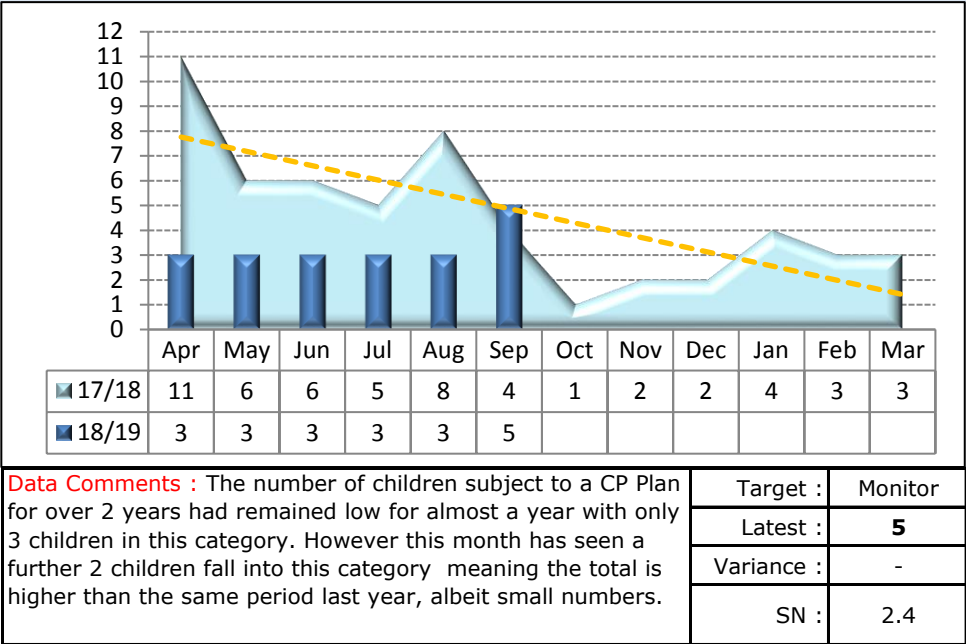 12
11
10
9
8
7
6
5
4
3
2
1
0
Apr May Jun Jul Aug Sep Oct Nov Dec Jan Feb Mar
17/18 11 6 6 5 8 4 1 2 2 4 3 3
18/19 3 3 3 3 3 5
Data Comments : The number of children subject to a CP Plan
for over 2 years had remained low for almost a year with only
3 children in this category. However this month has seen a
further 2 children fall into this category meaning the total is
higher than the same period last year, albeit small numbers.
Target : Monitor
Latest : 5
Variance : -
SN : 2.4